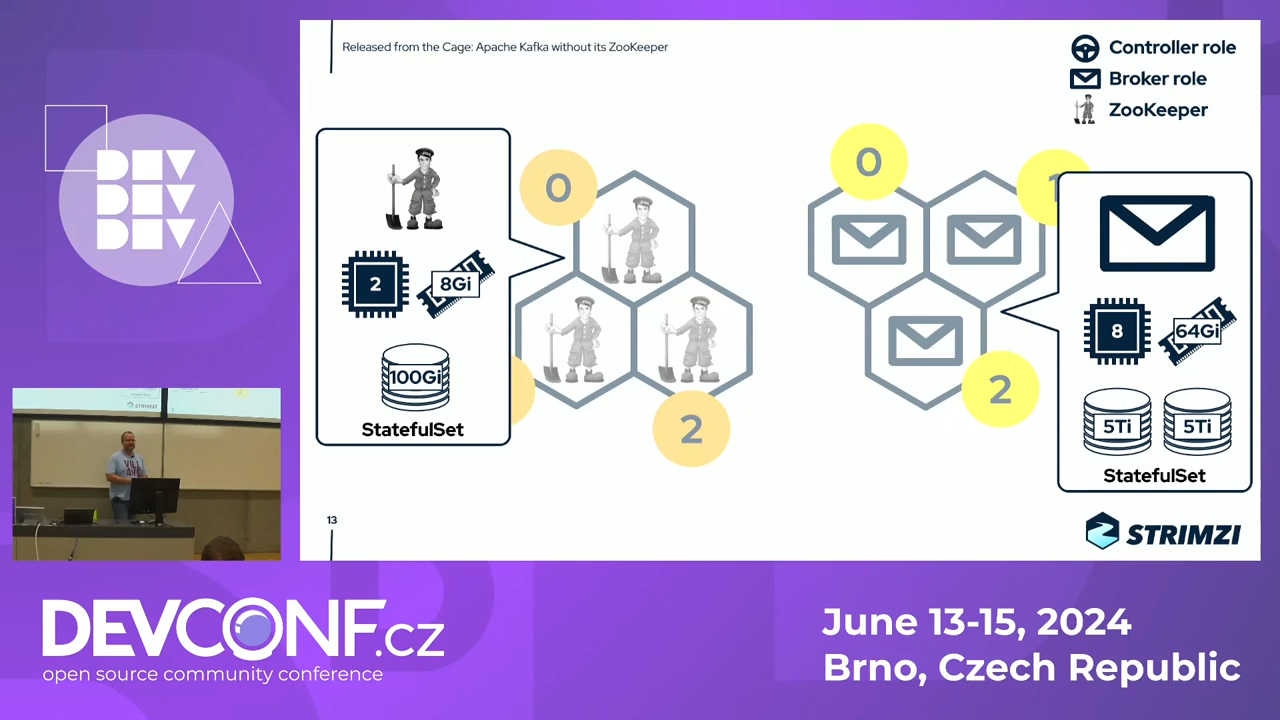 Released from the Cage: Apache Kafka without its ZooKeeper
Controller role
Broker role
ZooKeeper
DEV
DEV
DEV
0
2
8Gi
100Gi
StatefulSet
2
0
1
2
8
64Gi
5Ti
5Ti
StatefulSet
13
STRIMZI
DEVCONF.cz
open source community conference
June 13-15, 2024
Brno, Czech Republic